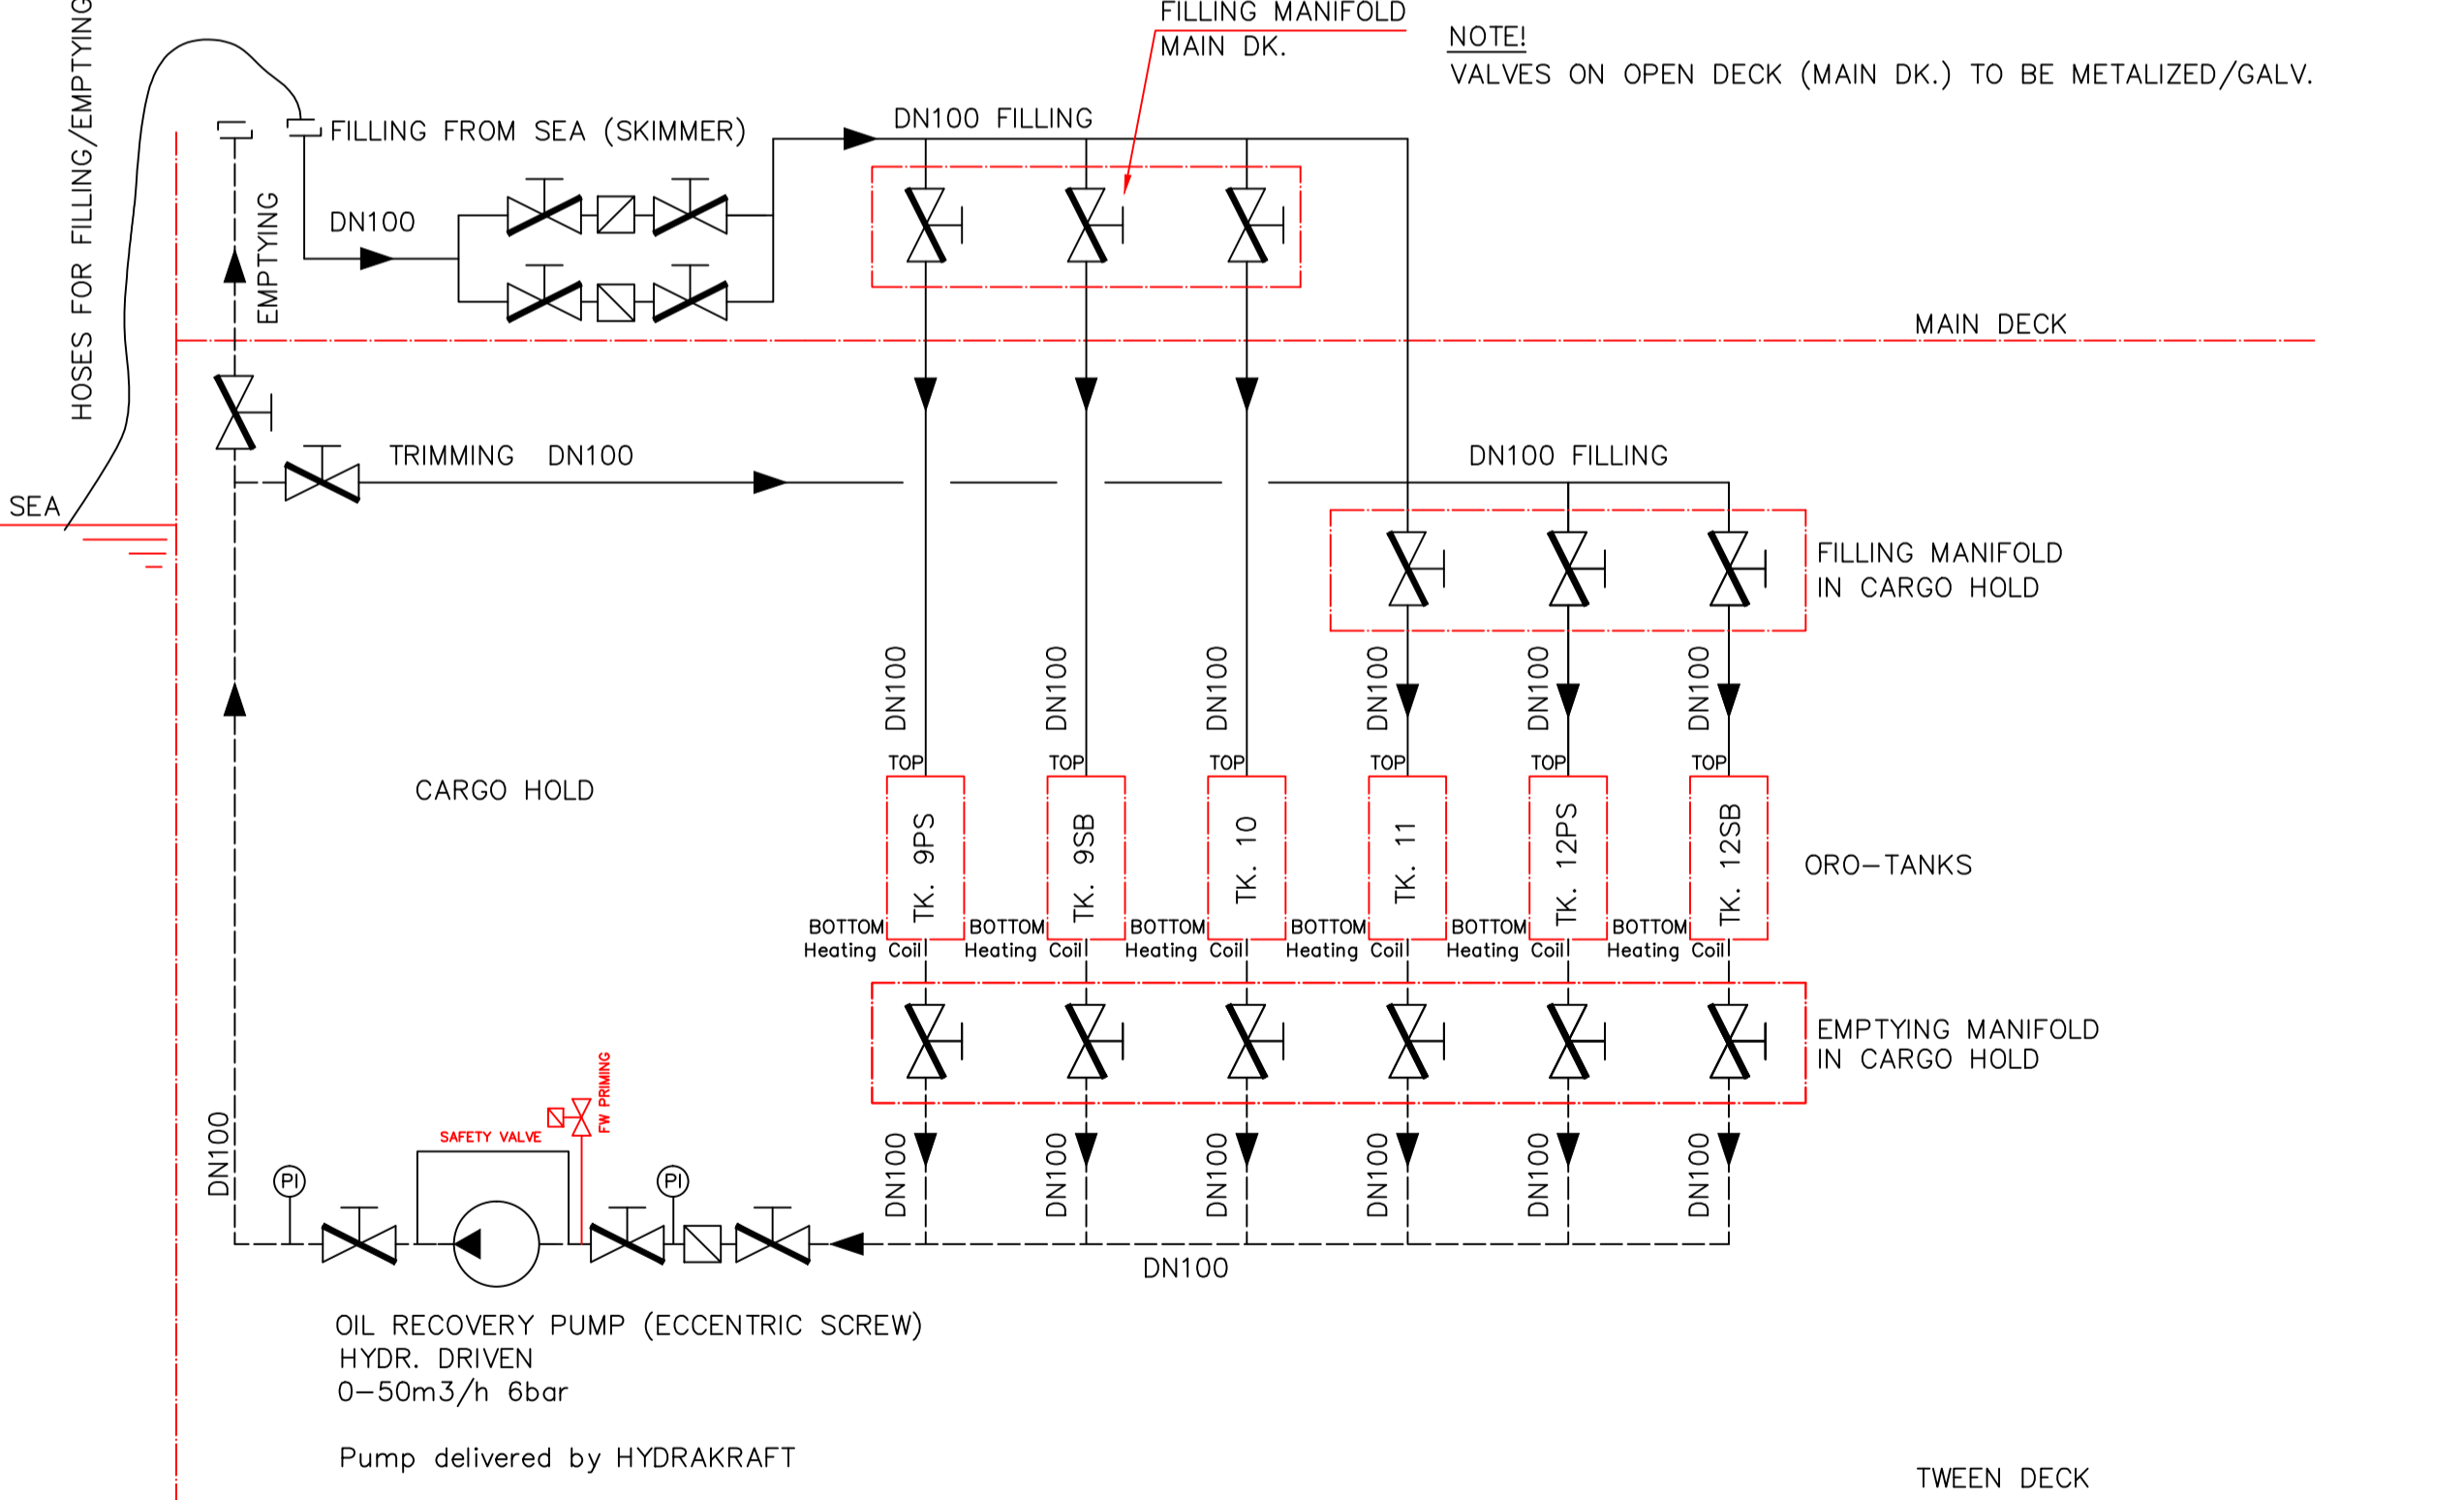 FILLING MANIFOLD
MAIN DK.
NOTE!
VALVES ON OPEN DECK (MAIN DK.) TO BE METALIZED/GALV.
HOSES FOR FILLING/EMPTYING
FILLING FROM SEA (SKIMMER)
DN100 FILLING
EMPTYING
DN100
MAIN DECK
TRIMMING DN100
DN100 FILLING
SEA
FILLING MANIFOLD
IN CARGO HOLD
DN100
DN100
DN100
DN100
DN100
DN100
CARGO HOLD
TOP
TOP
TOP
TOP
TOP
TOP
TK. 9PS
TK. 9SB
TK. 10
TK. 11
TK. 12PS
TK. 12SB
ORO-TANKS
BOTTOM
Heating Coil
BOTTOM
Heating Coil
BOTTOM
Heating Coil
BOTTOM
Heating Coil
BOTTOM
Heating Coil
BOTTOM
Heating Coil
EMPTYING MANIFOLD
IN CARGO HOLD
DN100
SAFETY VALVE
FW PRIMING
PI
PI
DN100
DN100
DN100
DN100
DN100
DN100
DN100
OIL RECOVERY PUMP (ECCENTRIC SCREW)
HYDR. DRIVEN
0-50m3/h 6bar
Pump delivered by HYDRAKRAFT
TWEEN DECK